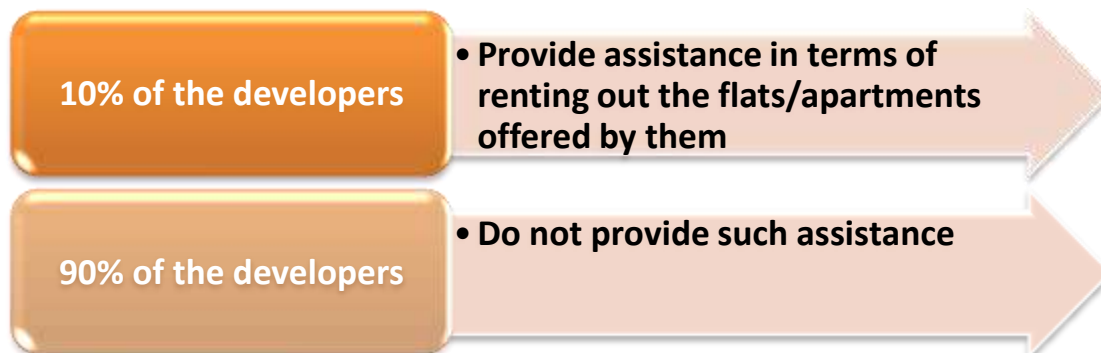 10% of the developers
• Provide assistance in terms of
renting out the flats/apartments
offered by them
90% of the developers
• Do not provide such assistance